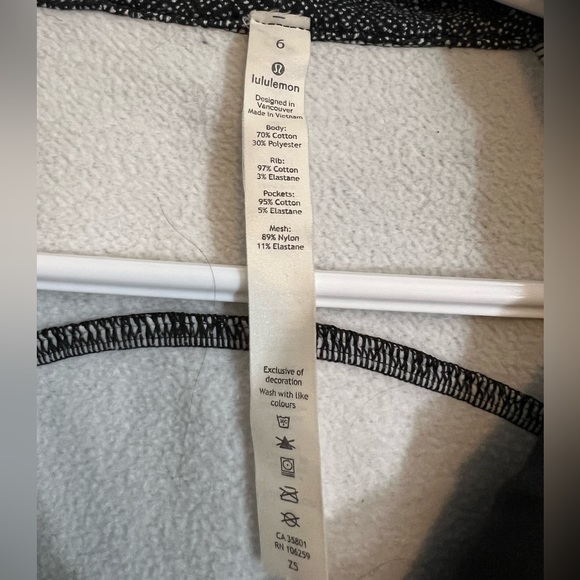 6
lululemon
Designed in
Vancouver
Made in Vietnam
Body:
70% Cotton
30% Polyester
Rib:
97% Cotton
3% Elastane
Pockets:
95% Cotton
5% Elastane
Mesh:
89% Nylon
11% Elastane
Exclusive of
decoration
Wash with like
colours
CA 35801
RN 106259
Z5